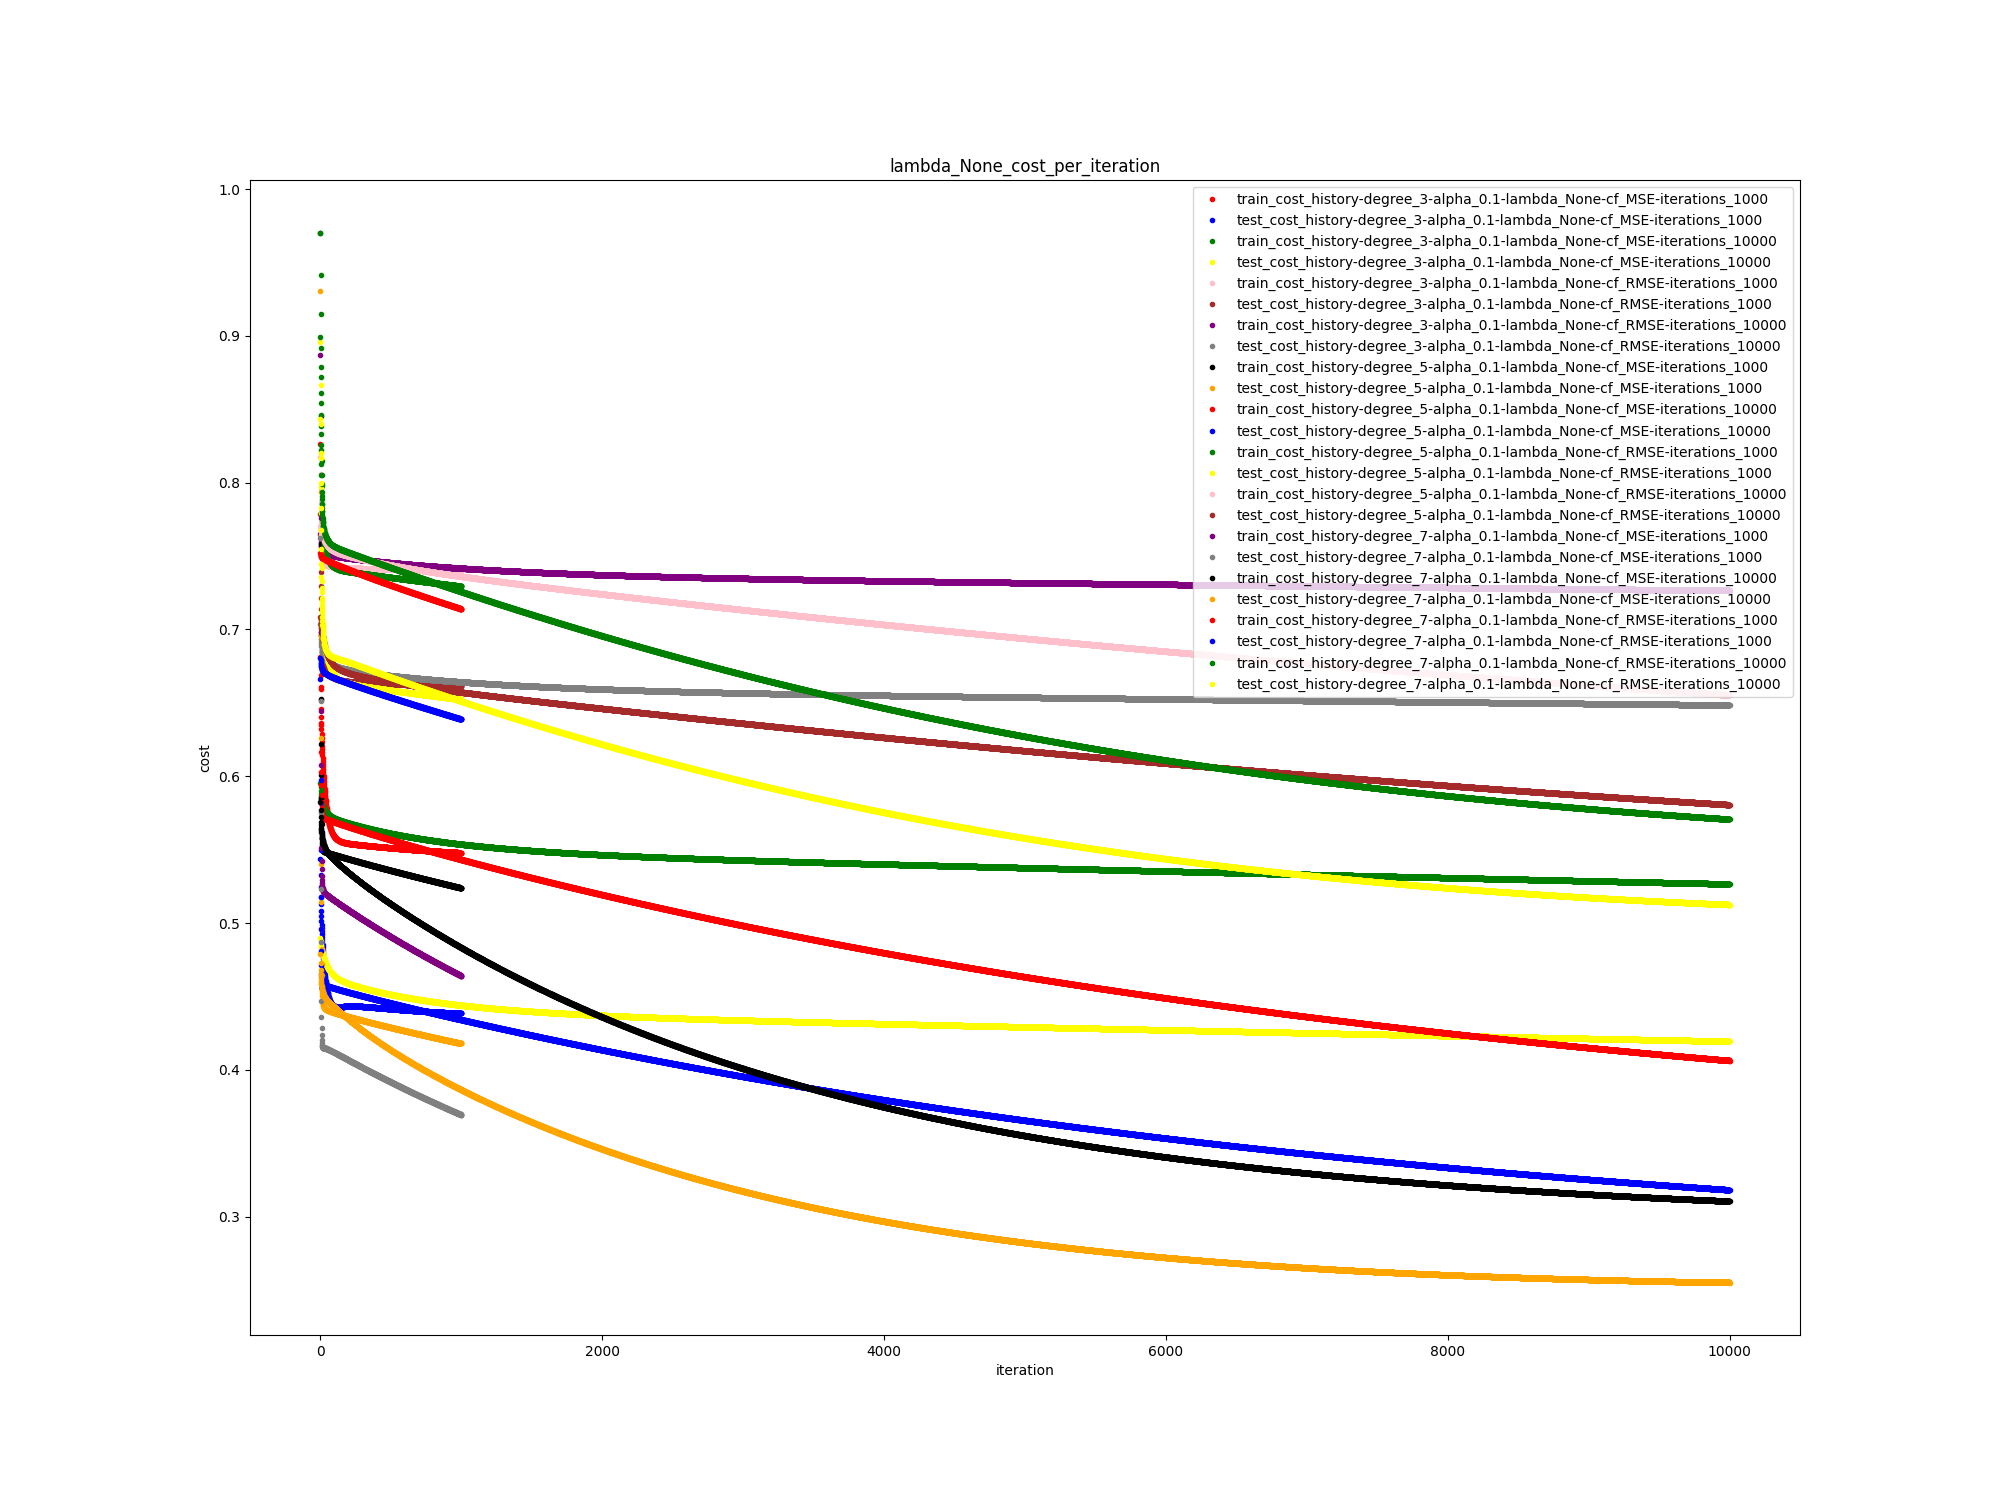 lambda_None_cost_per_iteration
1.0
0.9
0.8
0.7
0.6
0.5
0.4
0.3
cost
train_cost_history-degree_3-alpha_0.1-lambda_None-cf_MSE-iterations_1000
test_cost_history-degree_3-alpha_0.1-lambda_None-cf_MSE-iterations_1000
train_cost_history-degree_3-alpha_0.1-lambda_None-cf_MSE-iterations_10000
test_cost_history-degree_3-alpha_0.1-lambda_None-cf_MSE-iterations_10000
train_cost_history-degree_3-alpha_0.1-lambda_None-cf_RMSE-iterations_1000
test_cost_history-degree_3-alpha_0.1-lambda_None-cf_RMSE-iterations_1000
train_cost_history-degree_3-alpha_0.1-lambda_None-cf_RMSE-iterations_10000
test_cost_history-degree_3-alpha_0.1-lambda_None-cf_RMSE-iterations_10000
train_cost_history-degree_5-alpha_0.1-lambda_None-cf_MSE-iterations_1000
test_cost_history-degree_5-alpha_0.1-lambda_None-cf_MSE-iterations_1000
train_cost_history-degree_5-alpha_0.1-lambda_None-cf_MSE-iterations_10000
test_cost_history-degree_5-alpha_0.1-lambda_None-cf_MSE-iterations_10000
train_cost_history-degree_5-alpha_0.1-lambda_None-cf_RMSE-iterations_1000
test_cost_history-degree_5-alpha_0.1-lambda_None-cf_RMSE-iterations_1000
train_cost_history-degree_5-alpha_0.1-lambda_None-cf_RMSE-iterations_10000
test_cost_history-degree_5-alpha_0.1-lambda_None-cf_RMSE-iterations_10000
train_cost_history-degree_7-alpha_0.1-lambda_None-cf_MSE-iterations_1000
test_cost_history-degree_7-alpha_0.1-lambda_None-cf_MSE-iterations_1000
train_cost_history-degree_7-alpha_0.1-lambda_None-cf_MSE-iterations_10000
test_cost_history-degree_7-alpha_0.1-lambda_None-cf_MSE-iterations_10000
train_cost_history-degree_7-alpha_0.1-lambda_None-cf_RMSE-iterations_1000
test_cost_history-degree_7-alpha_0.1-lambda_None-cf_RMSE-iterations_1000
train_cost_history-degree_7-alpha_0.1-lambda_None-cf_RMSE-iterations_10000
test_cost_history-degree_7-alpha_0.1-lambda_None-cf_RMSE-iterations_10000
0 2000 4000 6000 8000 10000
iteration